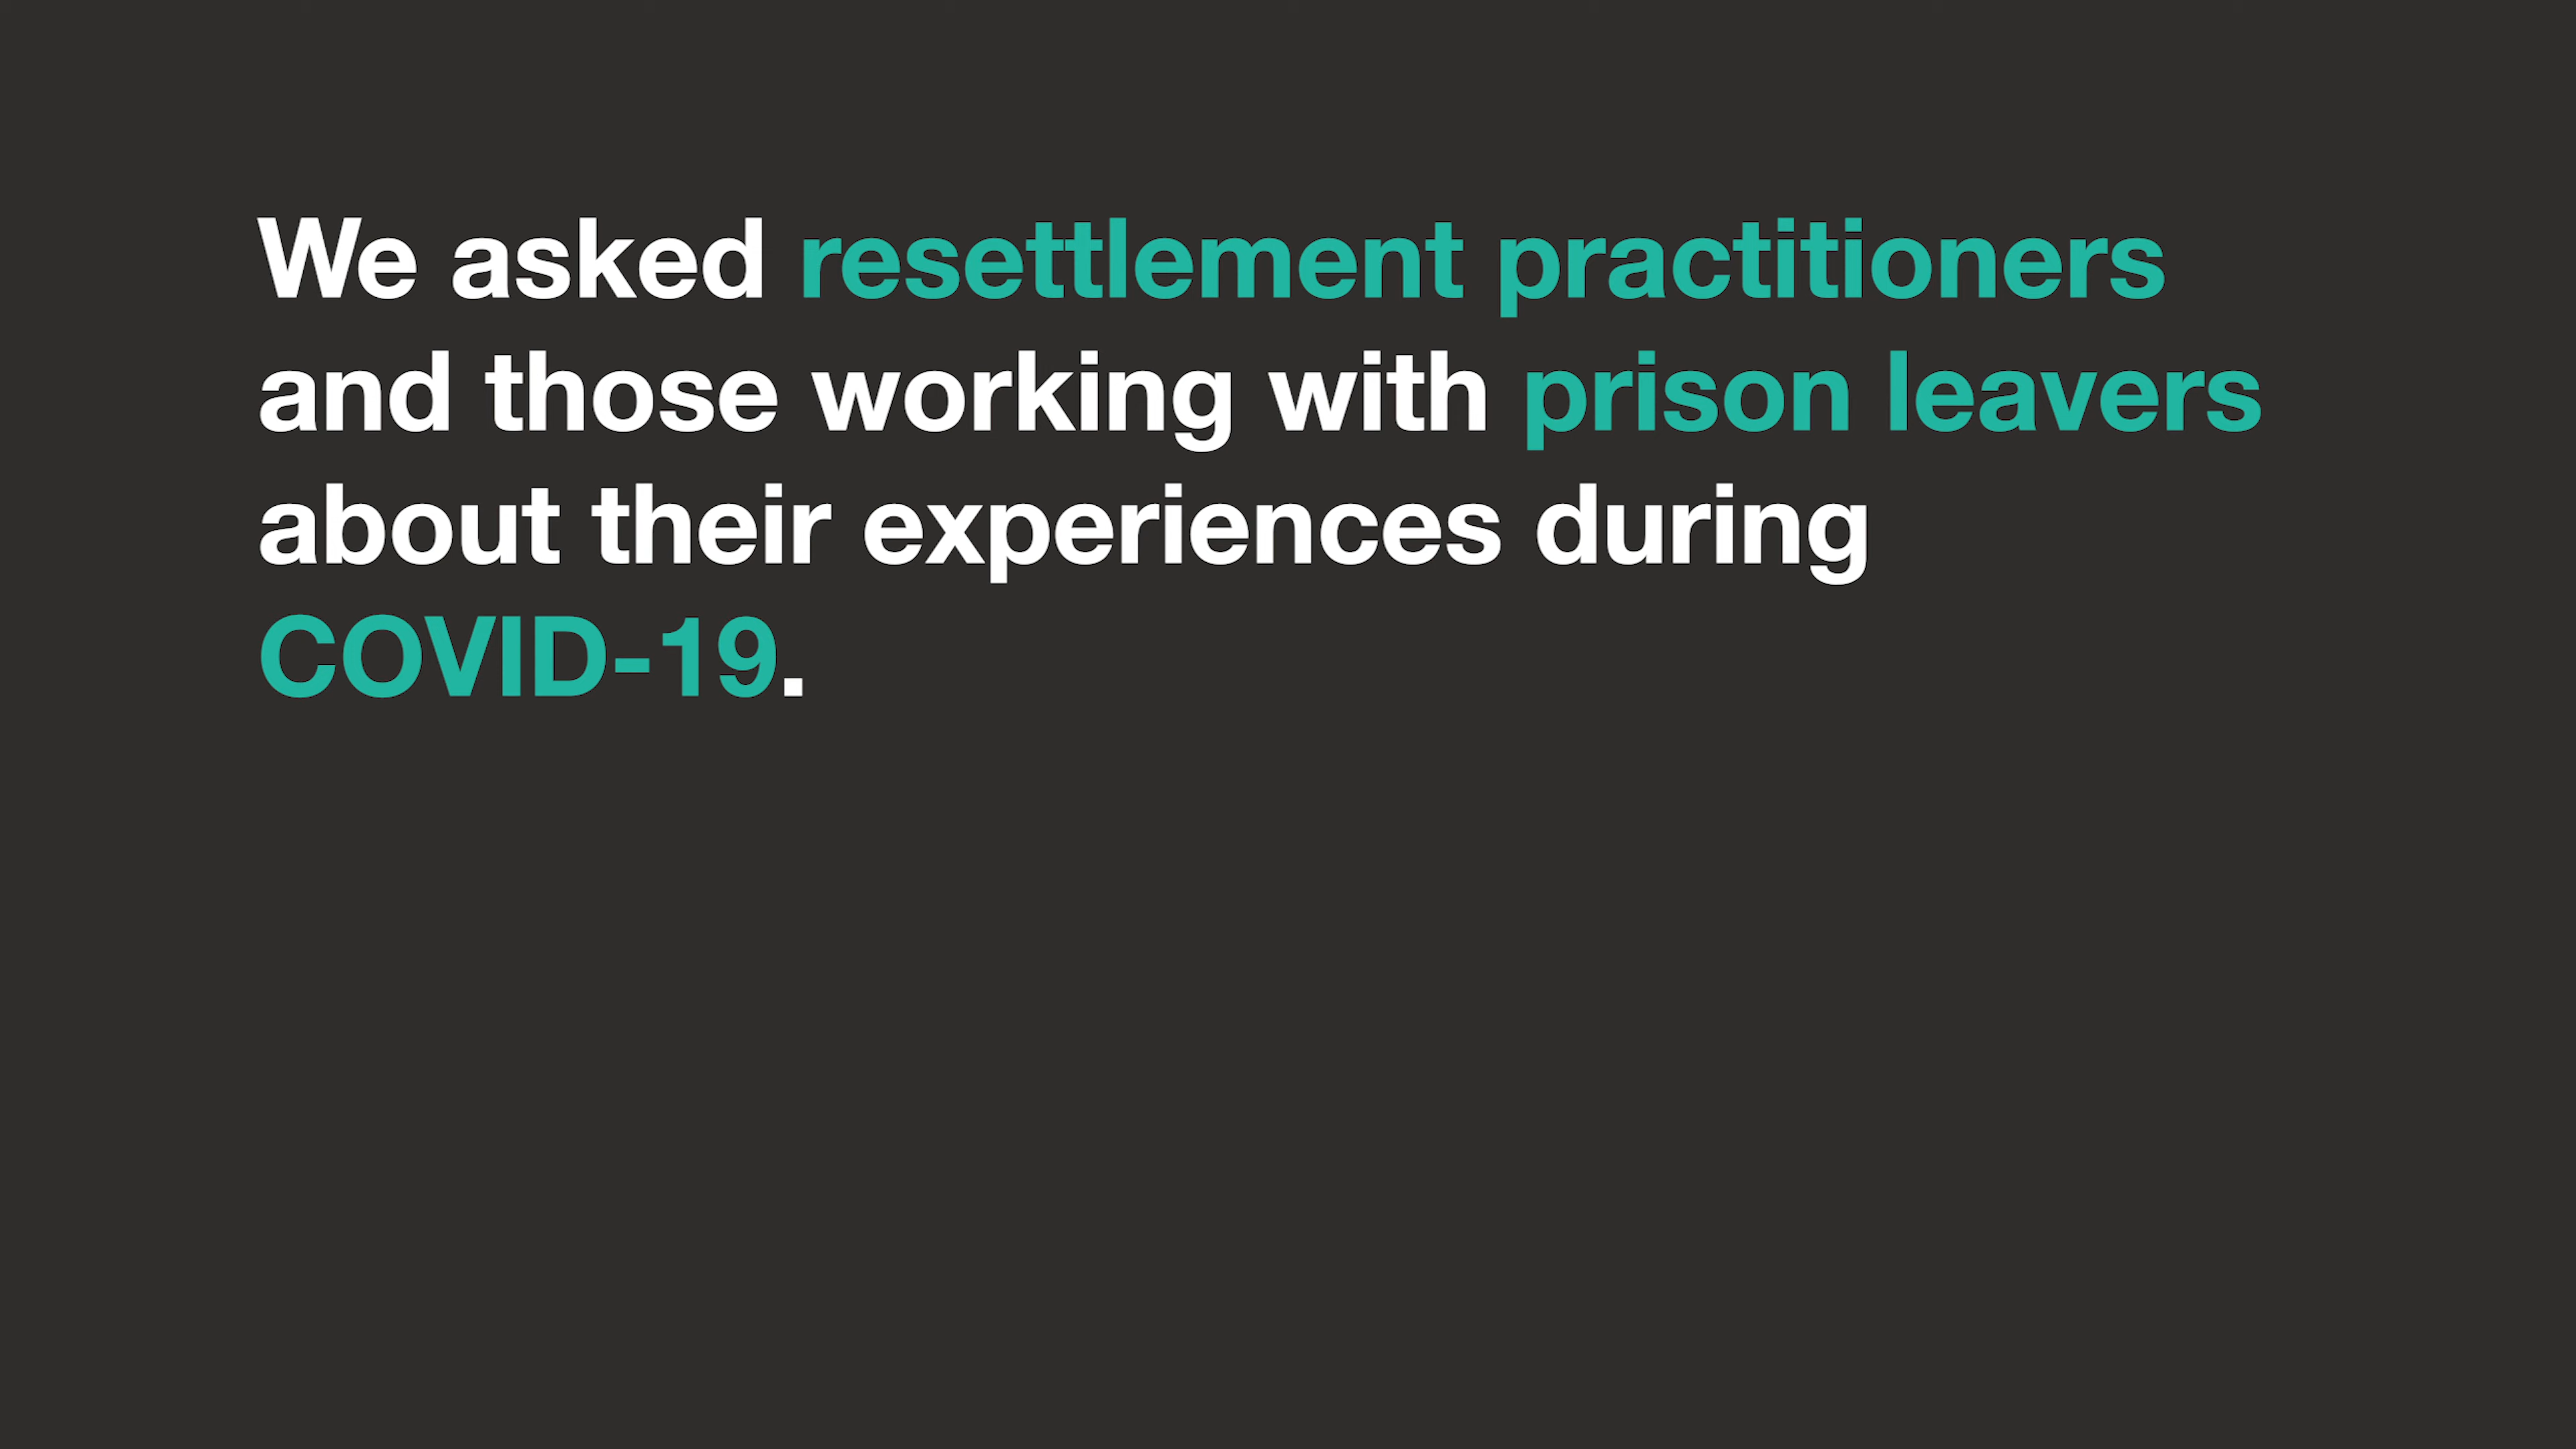 We asked resettlement practitioners
and those working with prison leavers
about their experiences during
COVID-19.